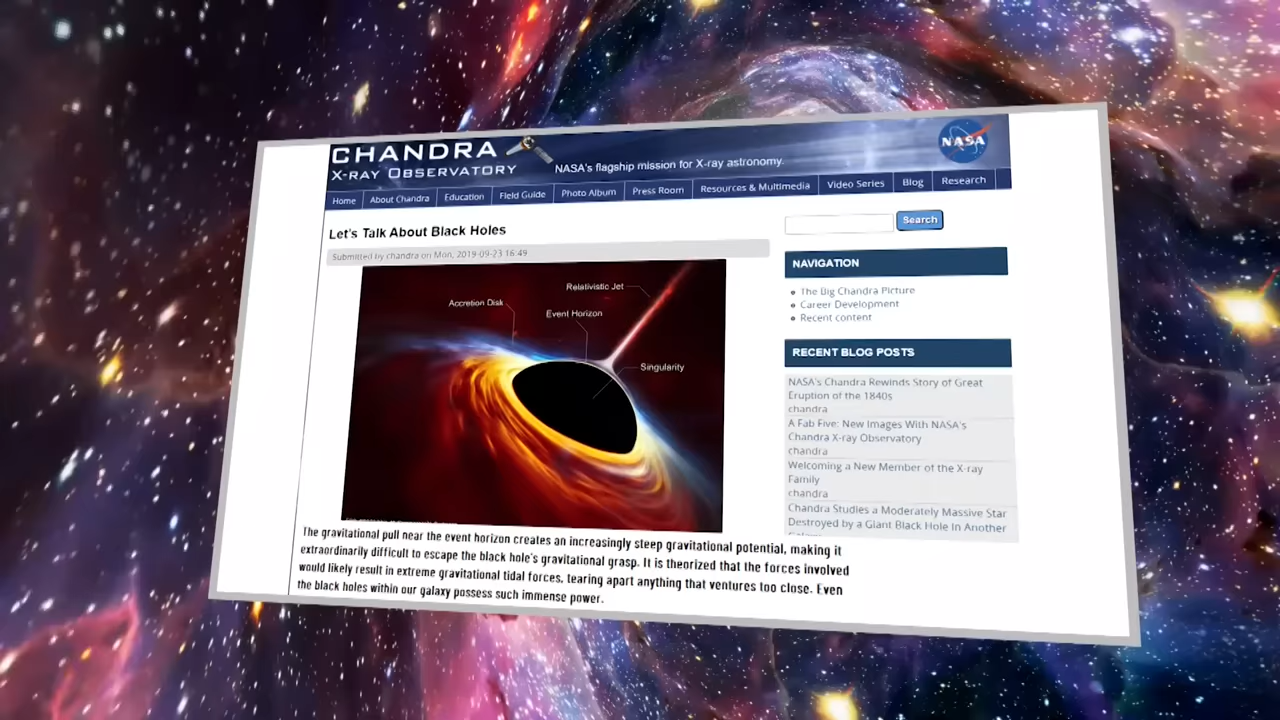 CHANDRA
X-RAY OBSERVATORY
NASA's flagship mission for X-ray astronomy.
NASA
Home About Chandra Education Field Guide Photo Album Press Room Resources & Multimedia Video Series Blog Research
Let's Talk About Black Holes
Submitted by chandra on Mon, 2019-09-23 16:49
Relativistic Jet
Accretion Disk
Event Horizon
Singularity
The gravitational pull near the event horizon creates an increasingly steep gravitational potential, making it
extraordinarily difficult to escape the black hole's gravitational grasp. It is theorized that the forces involved
would likely result in extreme gravitational tidal forces, tearing apart anything that ventures too close. Even
the black holes within our galaxy possess such immense power.
Search
NAVIGATION
The Big Chandra Picture
Career Development
Recent content
RECENT BLOG POSTS
NASA's Chandra Rewinds Story of Great
Eruption of the 1840s
chandra
A Fab Five: New Images With NASA's
Chandra X-ray Observatory
chandra
Welcoming a New Member of the X-ray
Family
chandra
Chandra Studies a Moderately Massive Star
Destroyed by a Giant Black Hole In Another